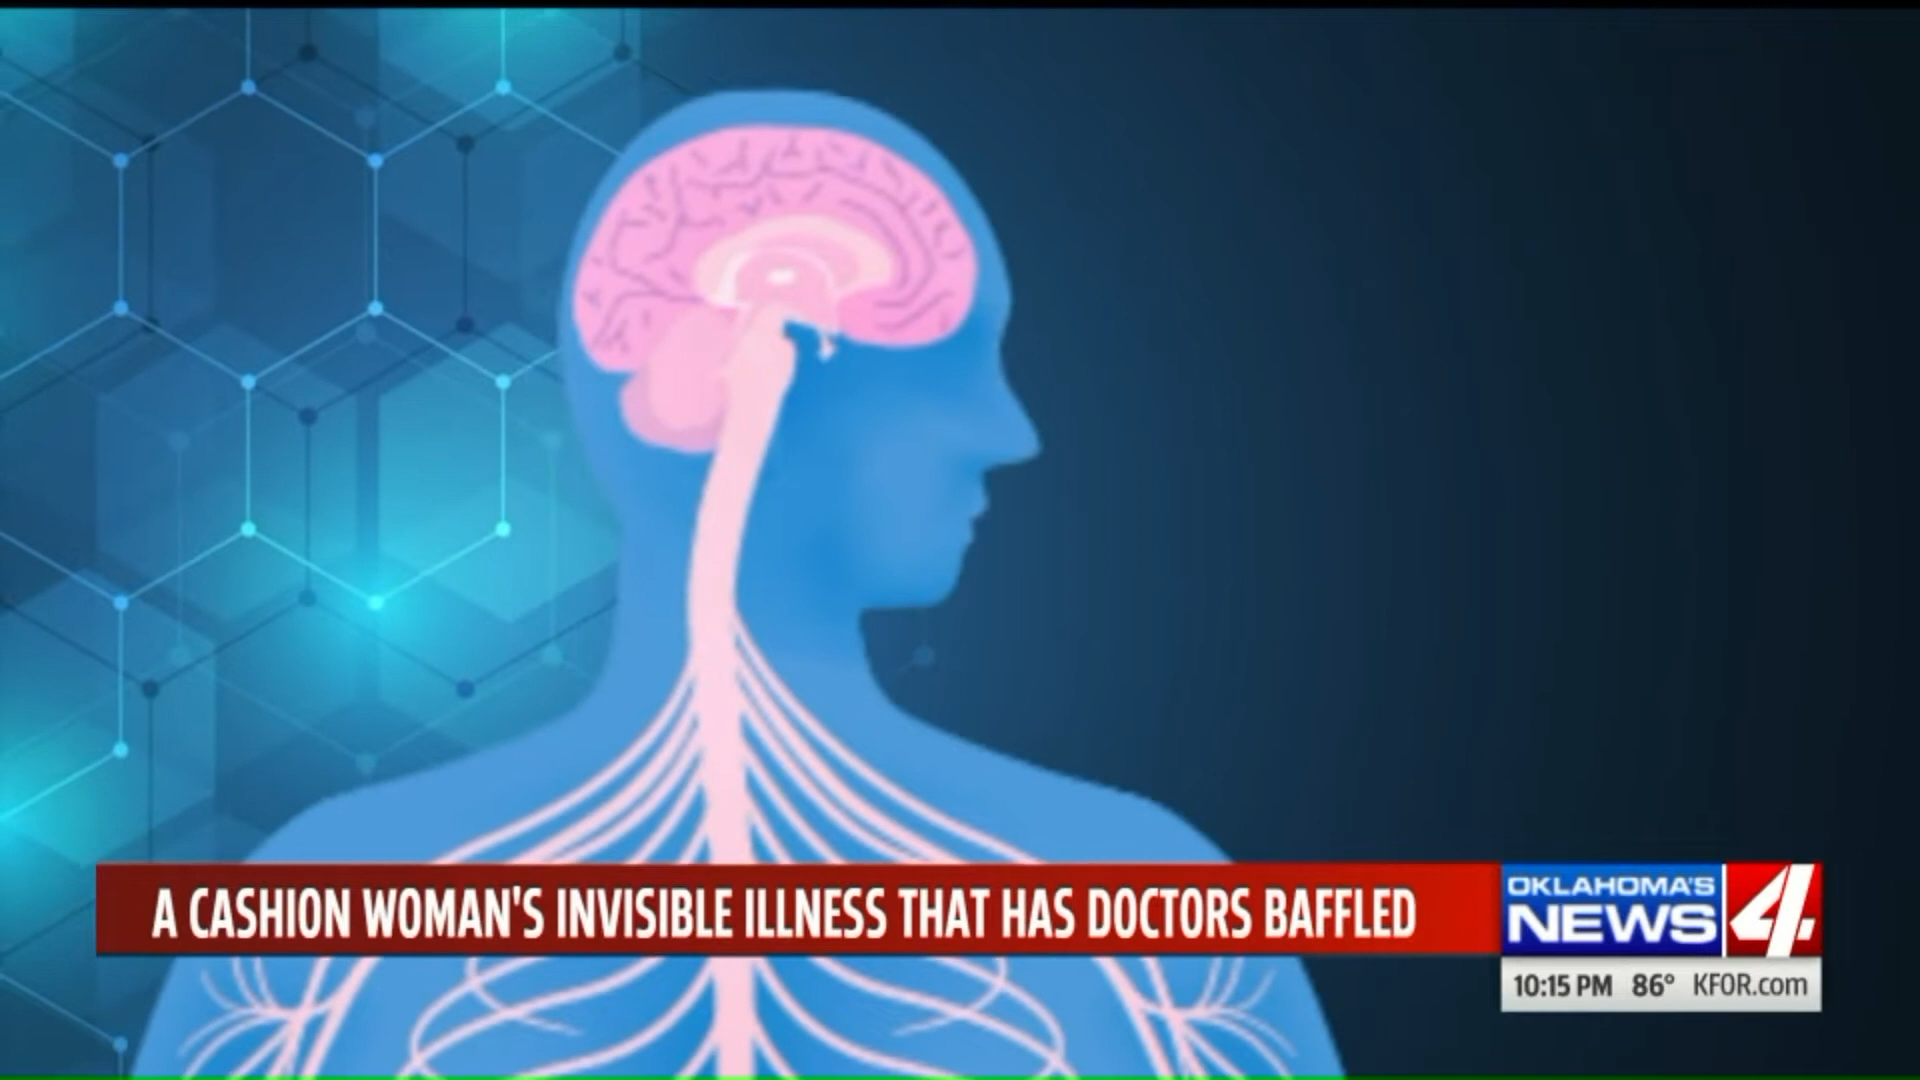 A CASHION WOMAN'S INVISIBLE ILLNESS THAT HAS DOCTORS BAFFLED
OKLAHOMA'S
NEWS 4
10:15 PM 86° KFOR.com